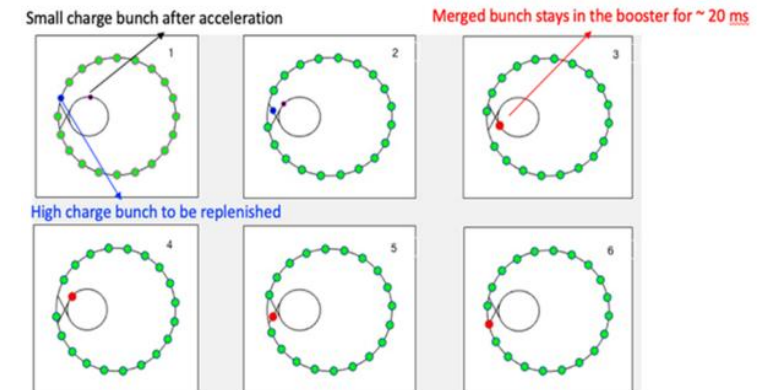 Small charge bunch after acceleration
Merged bunch stays in the booster for ~ 20 ms
1
2
3
High charge bunch to be replenished
4
5
6